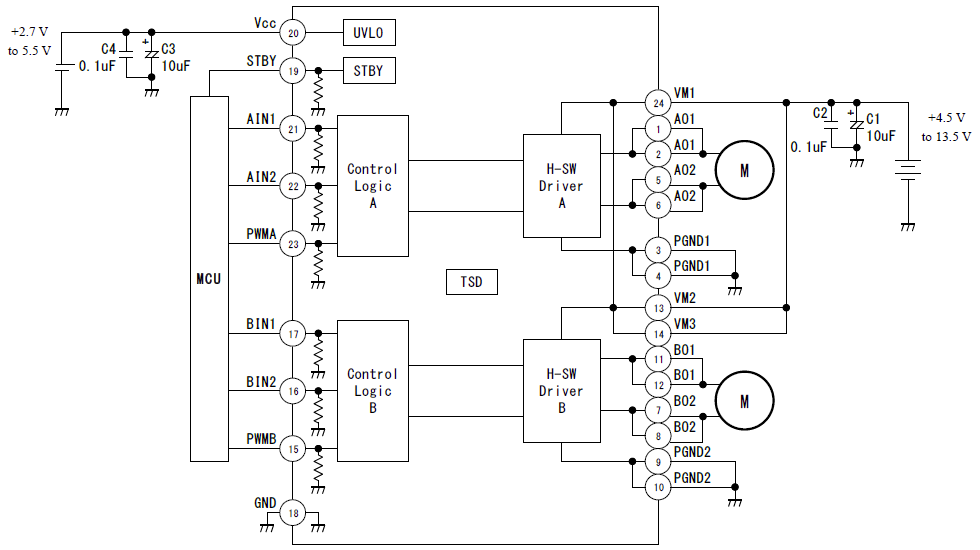 +2.7 V
to 5.5 V
C4
0.1uF
+
C3
10uF
Vcc
20
UVLO
STBY
19
STBY
AIN1
21
AIN2
22
PWMA
23
MCU
BIN1
17
BIN2
16
PWMB
15
GND
18
Control
Logic
A
H-SW
Driver
A
TSD
Control
Logic
B
H-SW
Driver
B
24
VM1
1
AO1
2
AO1
5
AO2
6
AO2
M
3
PGND1
4
PGND1
13
VM2
14
VM3
11
BO1
12
BO1
7
BO2
8
BO2
M
9
PGND2
10
PGND2
C2
0.1uF
+
C1
10uF
+4.5 V
to 13.5 V